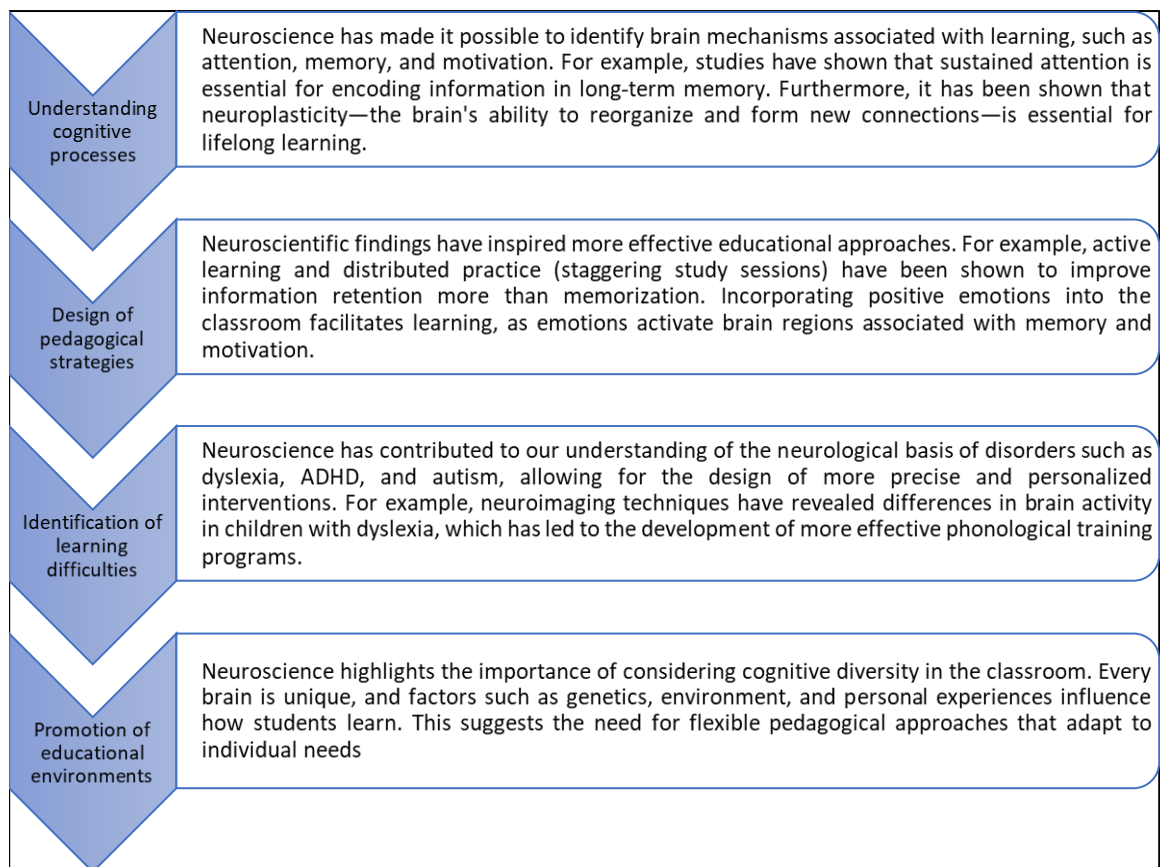 Understanding
cognitive
processes
Neuroscience has made it possible to identify brain mechanisms associated with learning, such as
attention, memory, and motivation. For example, studies have shown that sustained attention is
essential for encoding information in long-term memory. Furthermore, it has been shown that
neuroplasticity—the brain's ability to reorganize and form new connections—is essential for
lifelong learning.
Design of
pedagogical
strategies
Neuroscientific findings have inspired more effective educational approaches. For example, active
learning and distributed practice (staggering study sessions) have been shown to improve
information retention more than memorization. Incorporating positive emotions into the
classroom facilitates learning, as emotions activate brain regions associated with memory and
motivation.
Identification of
learning
difficulties
Neuroscience has contributed to our understanding of the neurological basis of disorders such as
dyslexia, ADHD, and autism, allowing for the design of more precise and personalized
interventions. For example, neuroimaging techniques have revealed differences in brain activity
in children with dyslexia, which has led to the development of more effective phonological training
programs.
Promotion of
educational
environments
Neuroscience highlights the importance of considering cognitive diversity in the classroom. Every
brain is unique, and factors such as genetics, environment, and personal experiences influence
how students learn. This suggests the need for flexible pedagogical approaches that adapt to
individual needs